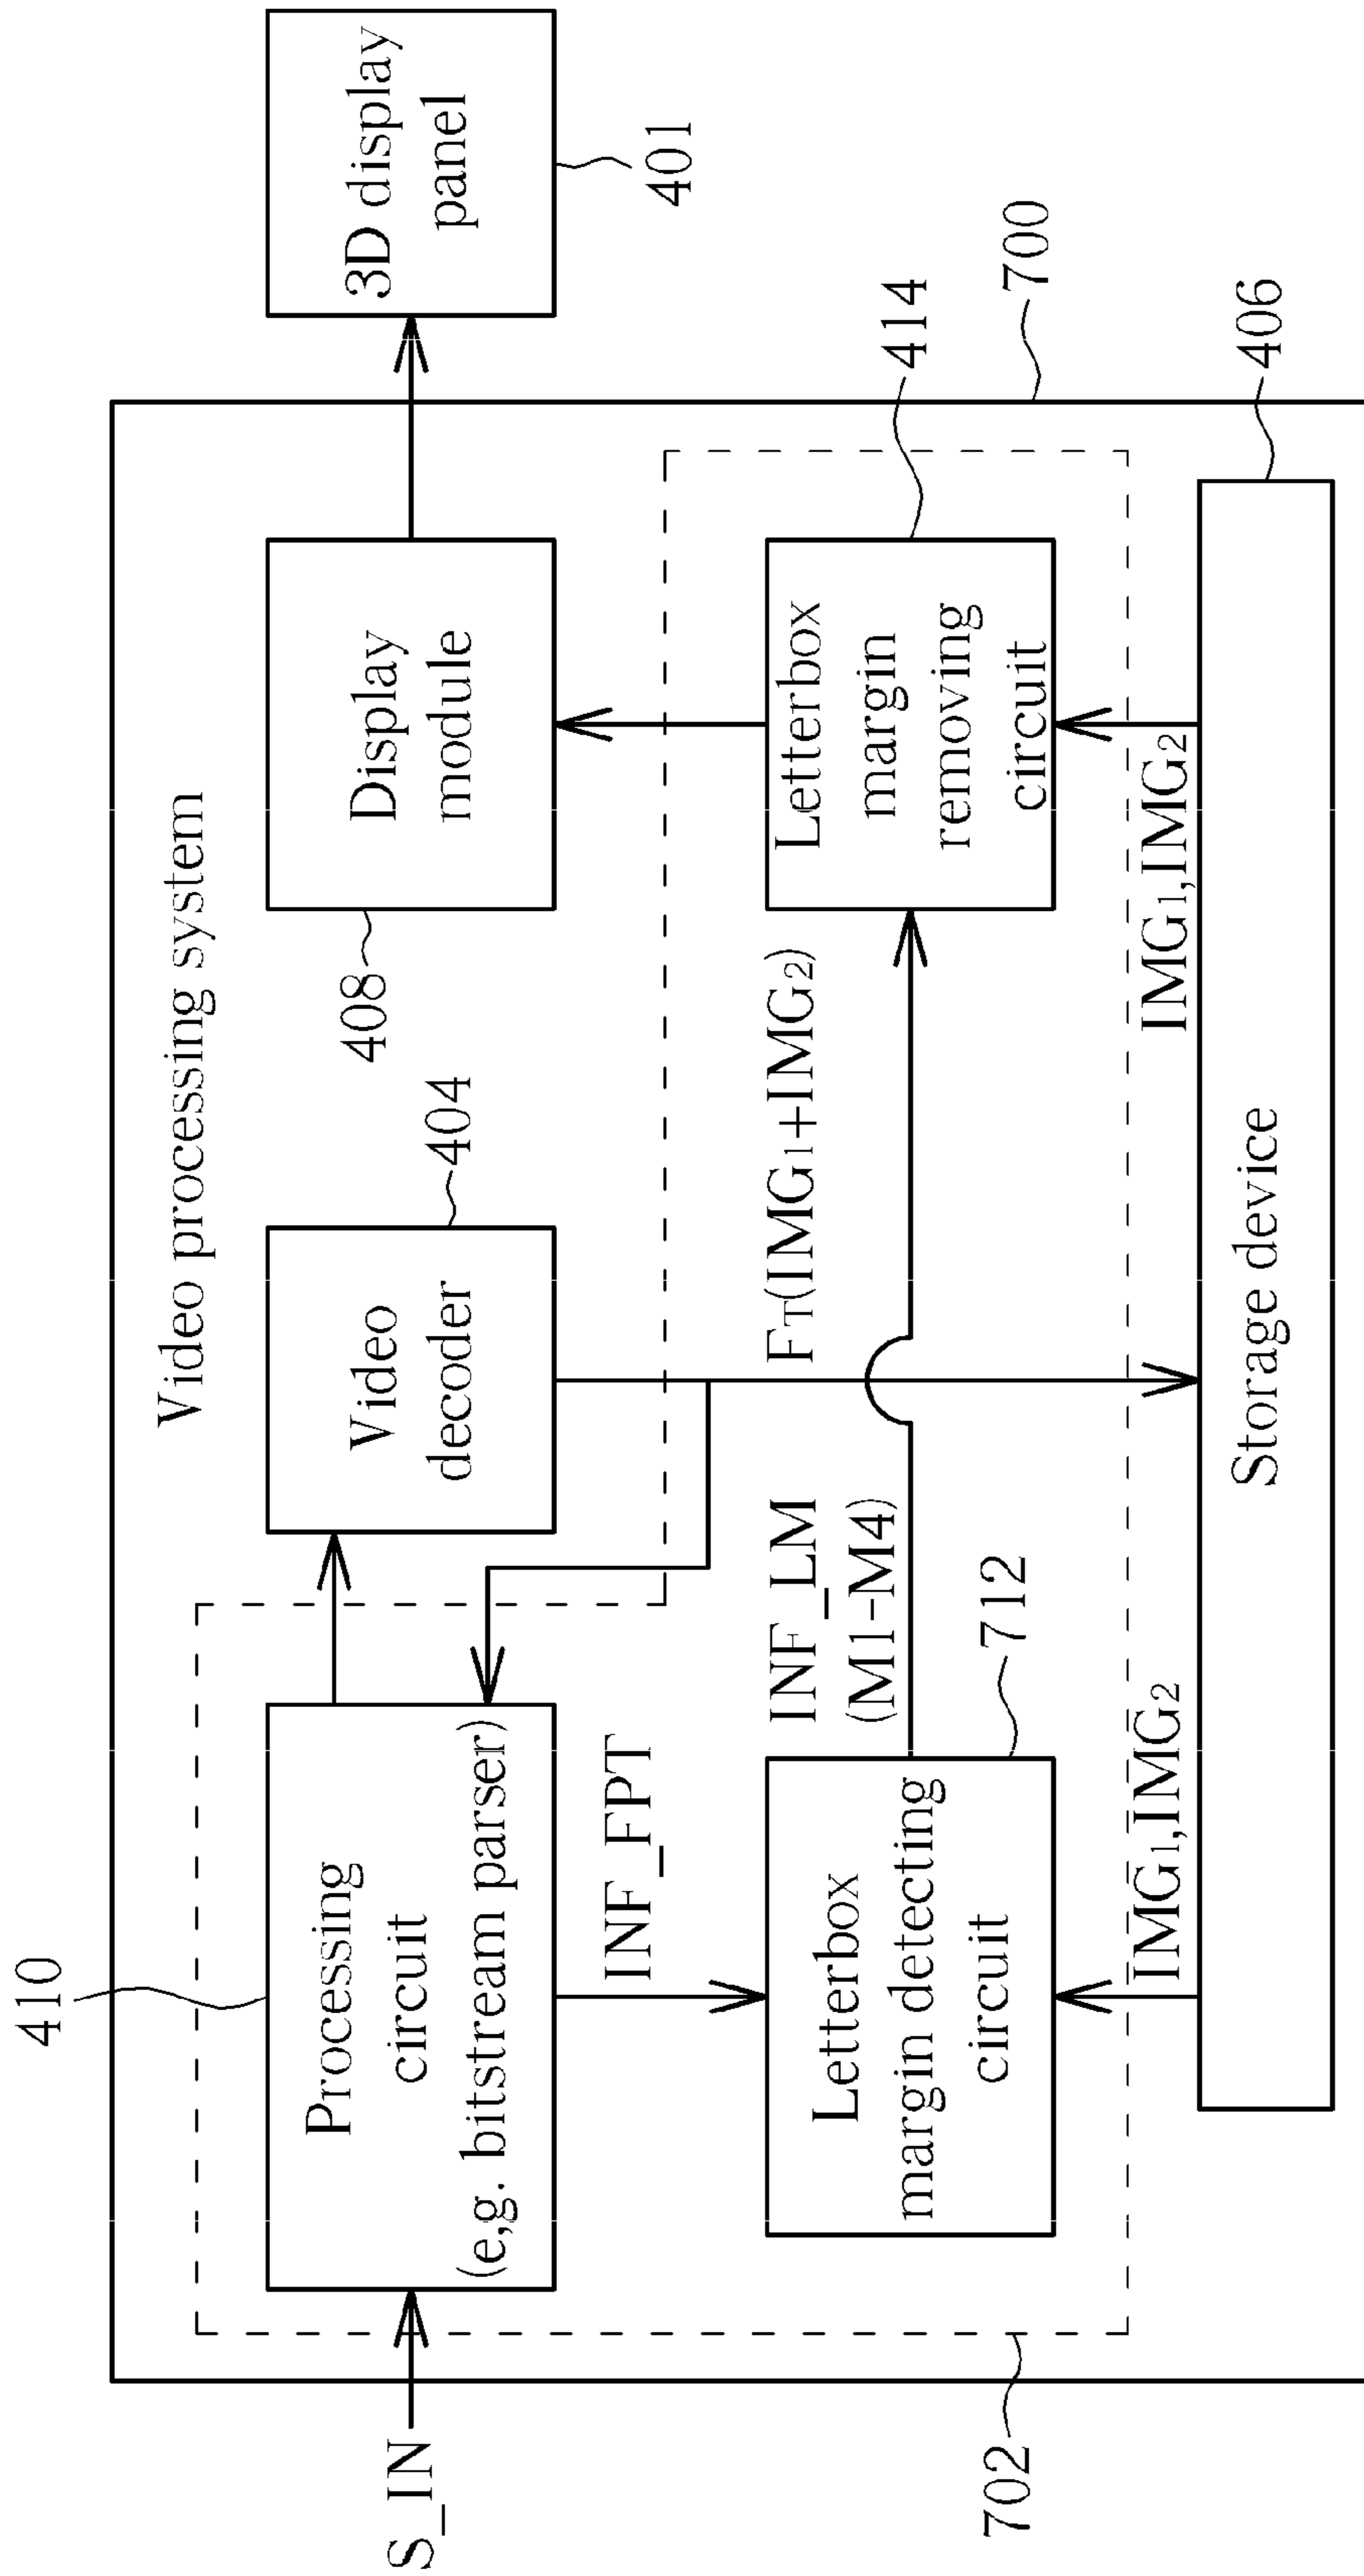 Video processing system
410
S_IN
Processing
circuit
(e,g. bitstream parser)
Video
decoder
404
408
Display
module
3D display
panel
401
INF_FPT
700
Letterbox
margin detecting
circuit
712
INF_LM
(M1-M4)
FT(IMG1+IMG2)
Letterbox
margin
removing
circuit
414
702
IMG1,IMG2
IMG1,IMG2
Storage device
406